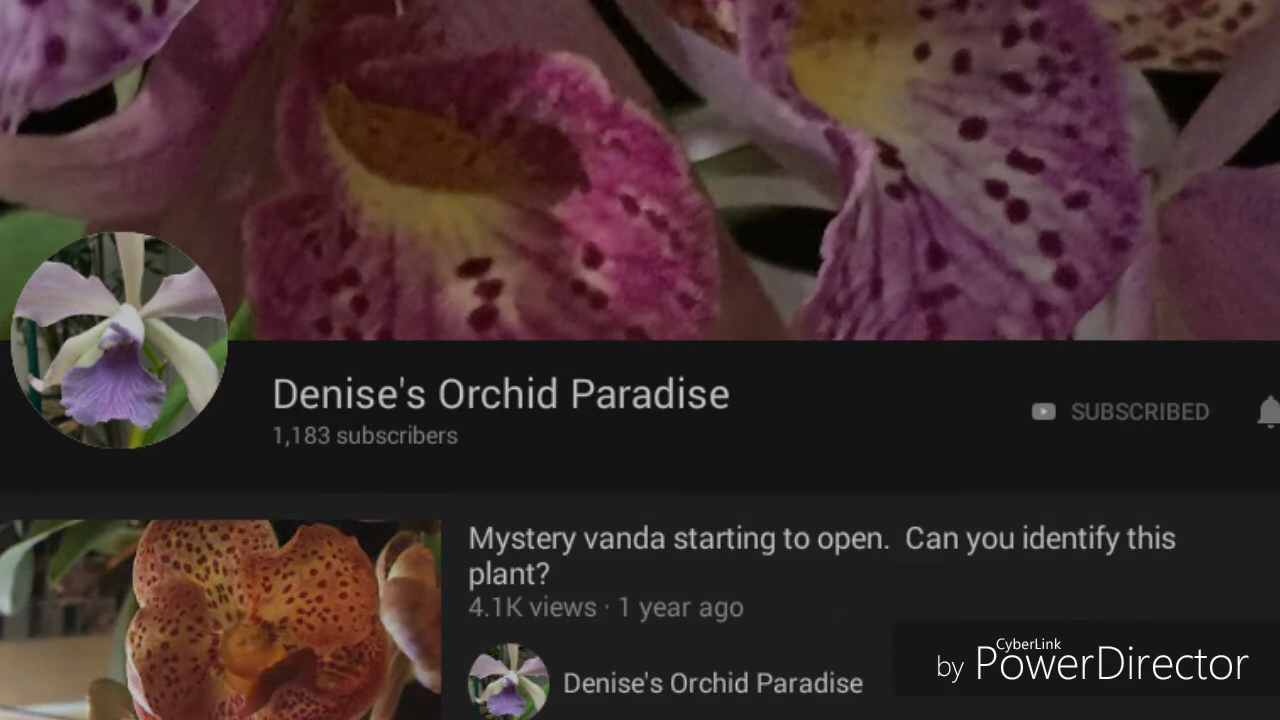 Denise's Orchid Paradise
1,183 subscribers
SUBSCRIBED
Mystery vanda starting to open. Can you identify this
plant?
4.1K views · 1 year ago
Denise's Orchid Paradise
CyberLink
by PowerDirector